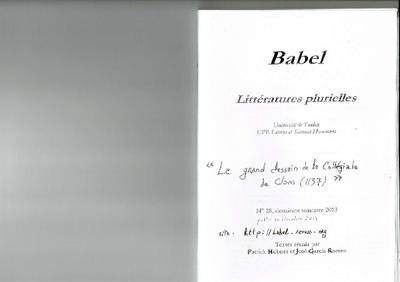 Babel
Littératures plurielles
Université de Toulon
UFR Lettres et Sciences Humaines
" Le grand dessein de la Collégiale
de Clans (1137) "
N° 28, deuxième semestre 2013
site : http://babel.revues.org
Textes réunis par
Patrick Hubner et José García-Romeu